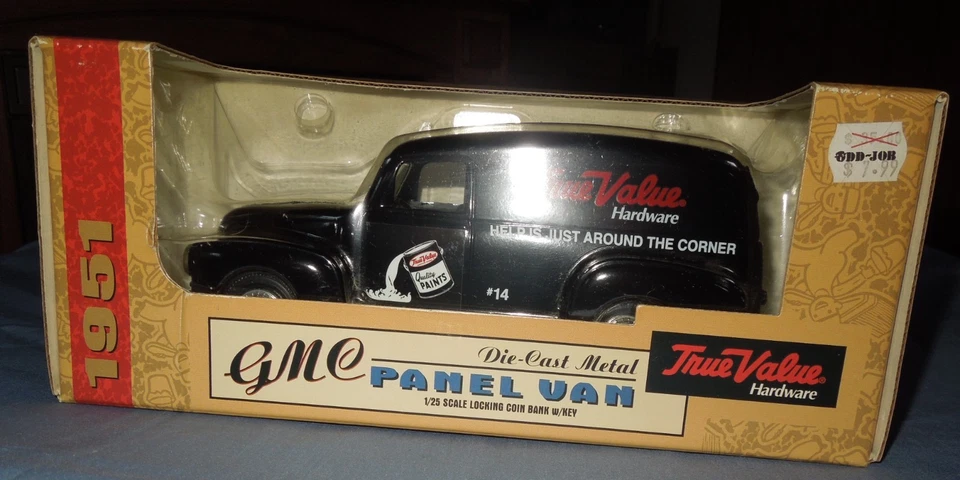 1951
ODD-JOB
$ 7.99
True Value
Hardware
HELP IS JUST AROUND THE CORNER
True Value
Quality
PAINTS
#14
GMC
Die-Cast Metal
PANEL VAN
1/25 SCALE LOCKING COIN BANK W/KEY
True Value
Hardware